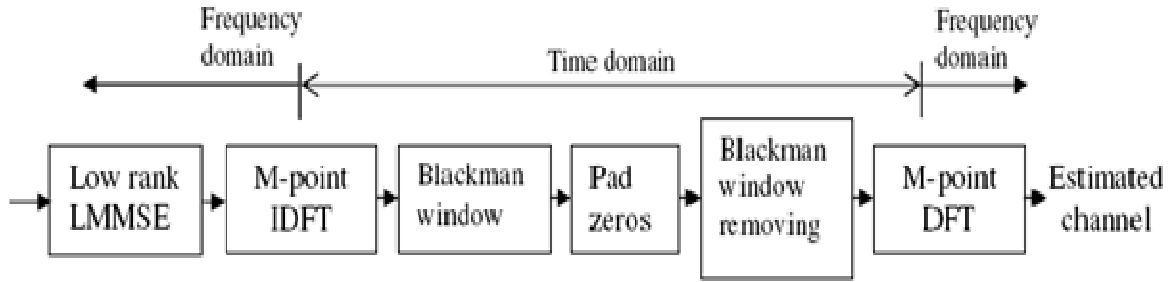 Frequency
domain
Time domain
Frequency
domain
Low rank
LMMSE
M-point
IDFT
Blackman
window
Pad
zeros
Blackman
window
removing
M-point
DFT
Estimated
channel